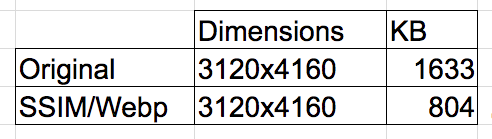 Dimensions KB
Original 3120x4160 1633
SSIM/Webp 3120x4160 804